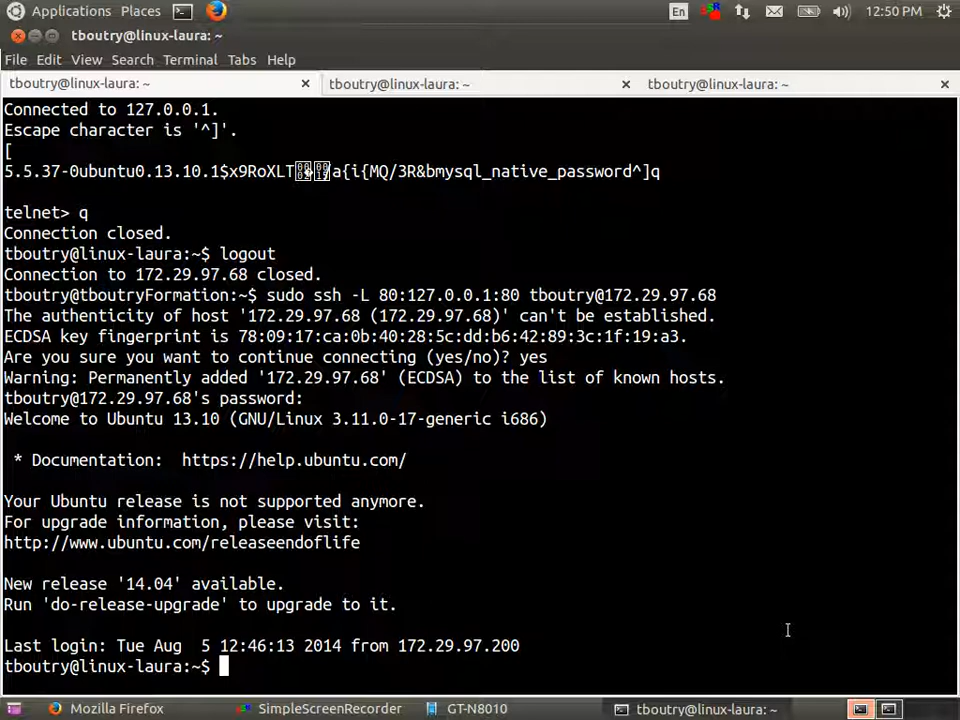 Applications Places En 12:50 PM
tboutry@linux-laura: ~
File Edit View Search Terminal Tabs Help
tboutry@linux-laura: ~ tboutry@linux-laura: ~ tboutry@linux-laura: ~
Connected to 127.0.0.1.
Escape character is '^]'.
[
5.5.37-0ubuntu0.13.10.1$x9RoXLT a{i{MQ/3R&bmysql_native_password^]q
telnet> q
Connection closed.
tboutry@linux-laura:~$ logout
Connection to 172.29.97.68 closed.
tboutry@tboutryFormation:~$ sudo ssh -L 80:127.0.0.1:80 tboutry@172.29.97.68
The authenticity of host '172.29.97.68 (172.29.97.68)' can't be established.
ECDSA key fingerprint is 78:09:17:ca:0b:40:28:5c:dd:b6:42:89:3c:1f:19:a3.
Are you sure you want to continue connecting (yes/no)? yes
Warning: Permanently added '172.29.97.68' (ECDSA) to the list of known hosts.
tboutry@172.29.97.68's password:
Welcome to Ubuntu 13.10 (GNU/Linux 3.11.0-17-generic i686)
* Documentation: https://help.ubuntu.com/
Your Ubuntu release is not supported anymore.
For upgrade information, please visit:
http://www.ubuntu.com/releaseendoflife
New release '14.04' available.
Run 'do-release-upgrade' to upgrade to it.
Last login: Tue Aug 5 12:46:13 2014 from 172.29.97.200
tboutry@linux-laura:~$
Mozilla Firefox SimpleScreenRecorder GT-N8010 tboutry@linux-laura: ~